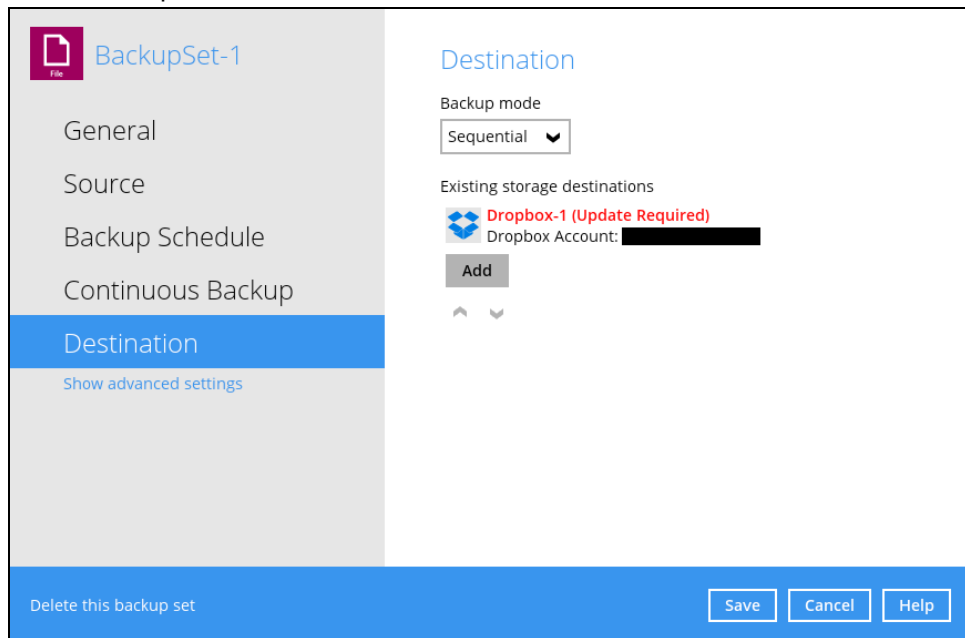 File
BackupSet-1
General
Source
Backup Schedule
Continuous Backup
Destination
Show advanced settings
Destination
Backup mode
Sequential
Existing storage destinations
Dropbox-1 (Update Required)
Dropbox Account:
Add
Delete this backup set
Save
Cancel
Help